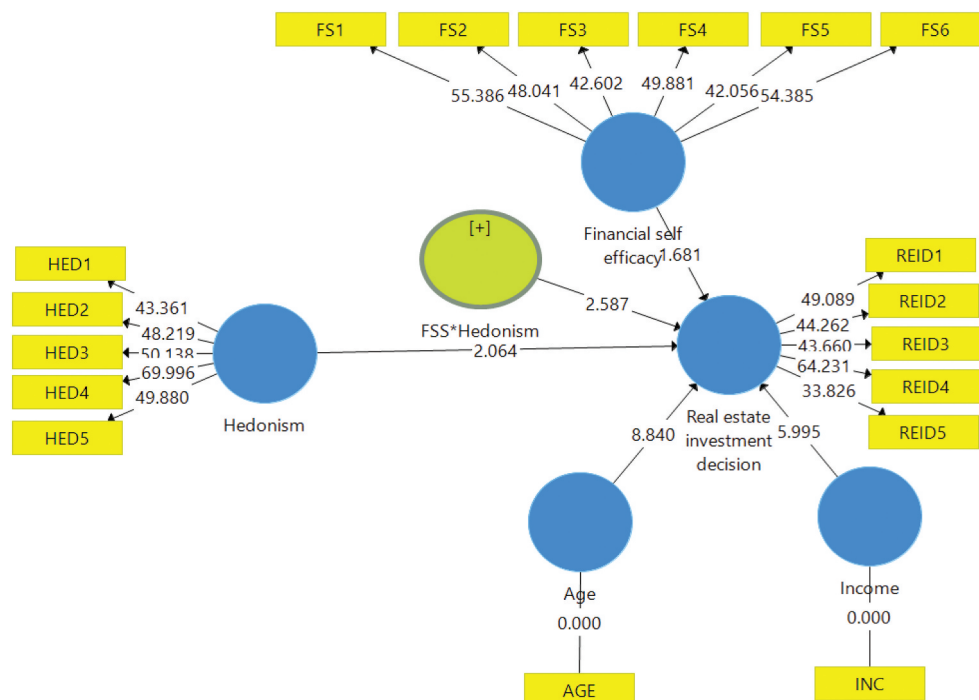 FS1 FS2 FS3 FS4 FS5 FS6
55.386 48.041 42.602 49.881 42.056 54.385
Financial self
efficacy
1.681
[+]
FSS*Hedonism
2.587
HED1
HED2
HED3
HED4
HED5
43.361
48.219
50.138
69.996
49.880
Hedonism
2.064
REID1
REID2
REID3
REID4
REID5
49.089
44.262
43.660
64.231
33.826
Real estate
investment
decision
8.840
5.995
Age
0.000
AGE
Income
0.000
INC